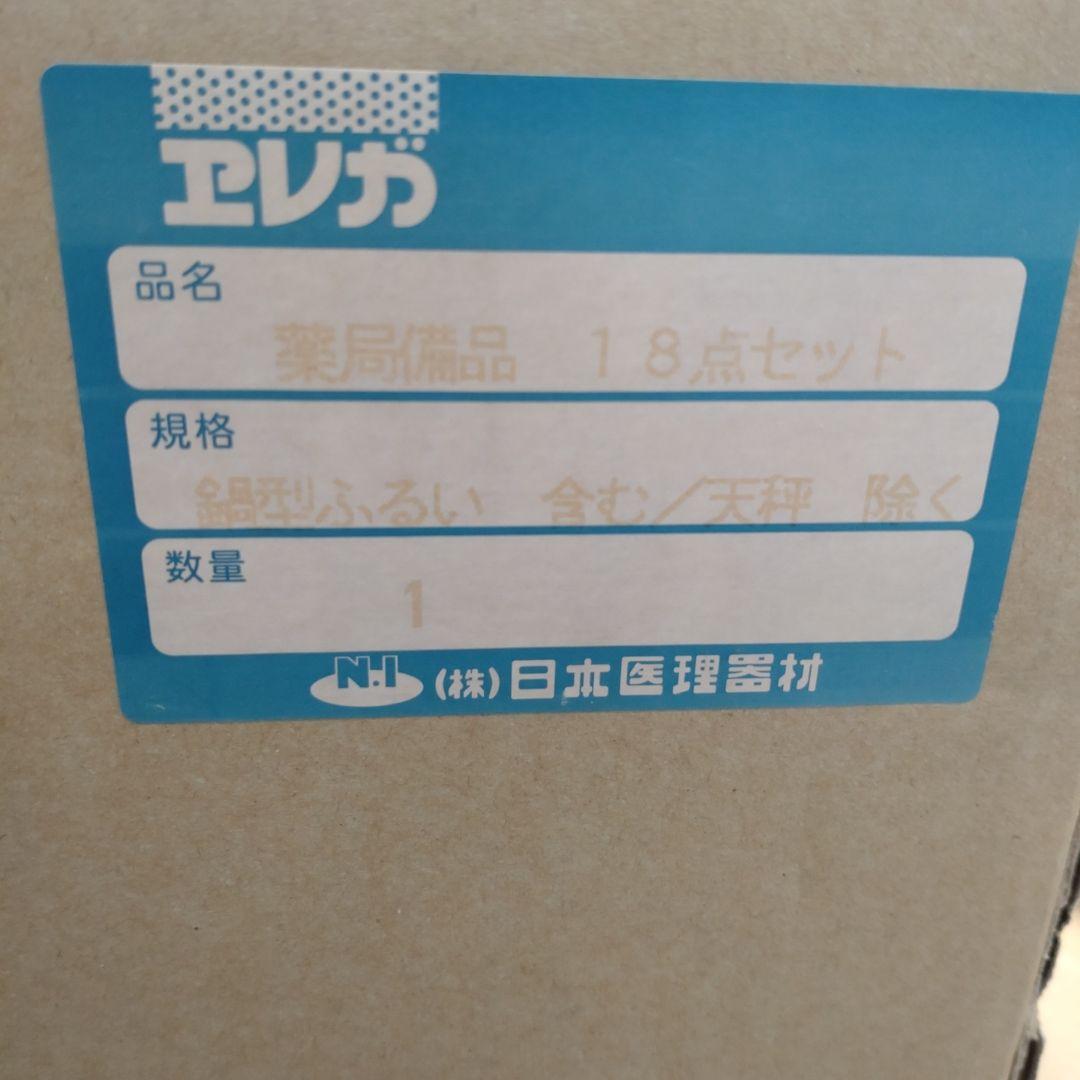 ヱレガ
品名
薬局備品　１８点セット
規格
鍋型ふるい　含む／天秤　除く
数量
1
N・I (株)日本医理器材